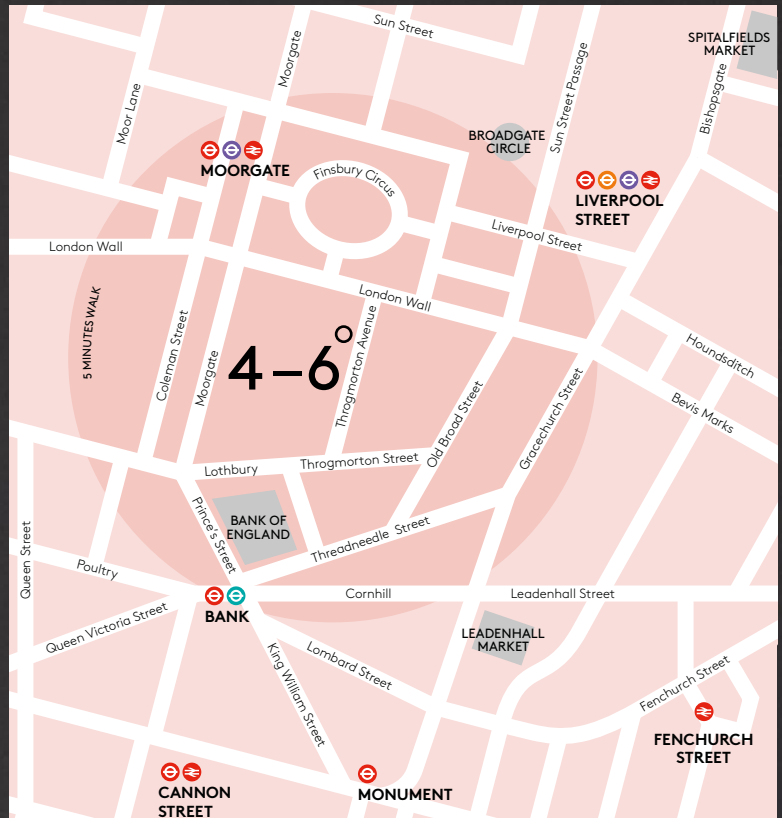 Sun Street
SPITALFIELDS
MARKET
Moorgate
Sun Street Passage
Bishopsgate
Moor Lane
BROADGATE
CIRCLE
MOORGATE
Finsbury Circus
LIVERPOOL
STREET
Liverpool Street
London Wall
London Wall
5 MINUTES WALK
Coleman Street
Moorgate
4–6°
Throgmorton Avenue
Houndsditch
Bevis Marks
Old Broad Street
Gracechurch Street
Lothbury
Throgmorton Street
Prince's Street
BANK OF
ENGLAND
Threadneedle Street
Queen Street
Poultry
Cornhill
Leadenhall Street
BANK
Queen Victoria Street
LEADENHALL
MARKET
King William Street
Lombard Street
Fenchurch Street
FENCHURCH
STREET
CANNON
STREET
MONUMENT